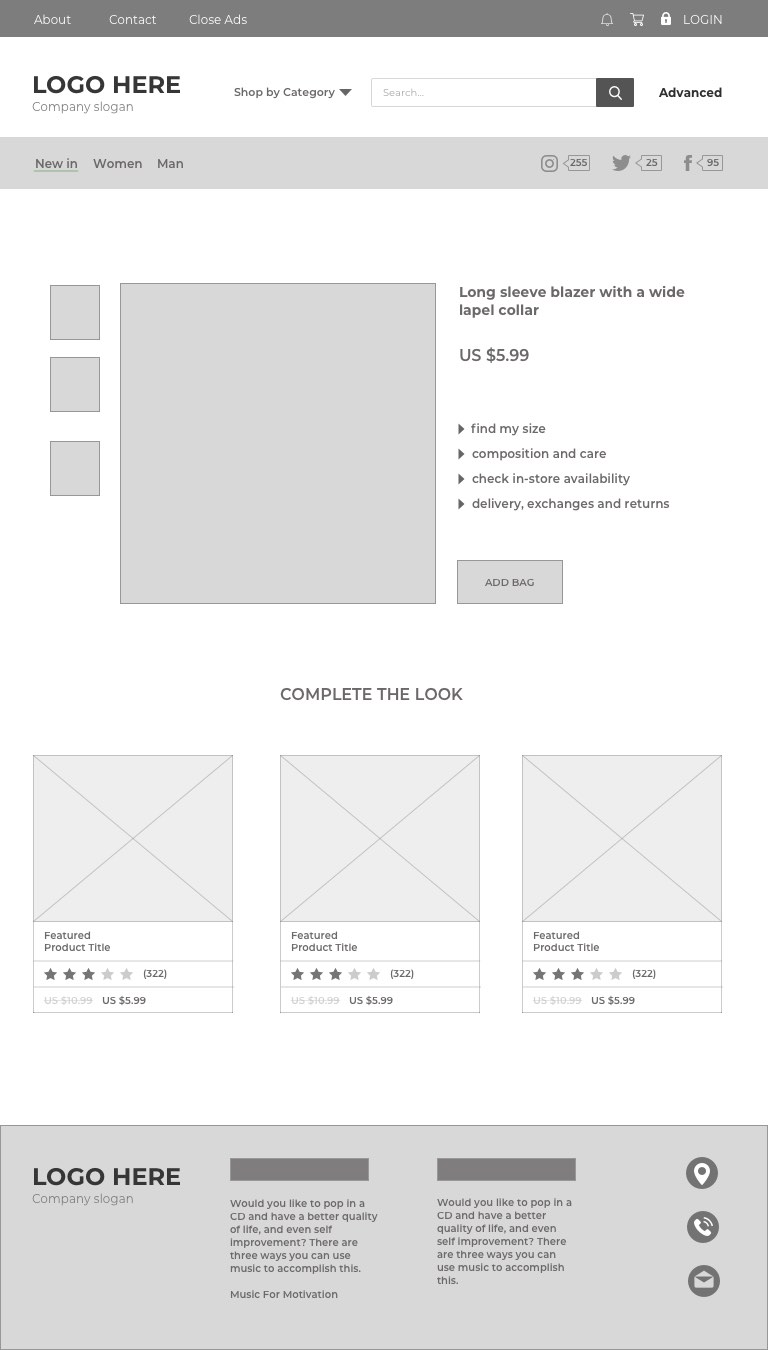 About Contact Close Ads LOGIN
LOGO HERE
Company slogan
Shop by Category
Search...
Advanced
New in Women Man
255 25 95
Long sleeve blazer with a wide
lapel collar
US $5.99
find my size
composition and care
check in-store availability
delivery, exchanges and returns
ADD BAG
COMPLETE THE LOOK
Featured
Product Title
(322)
US $10.99 US $5.99
Featured
Product Title
(322)
US $10.99 US $5.99
Featured
Product Title
(322)
US $10.99 US $5.99
LOGO HERE
Company slogan
Would you like to pop in a
CD and have a better quality
of life, and even self
improvement? There are
three ways you can use
music to accomplish this.
Music For Motivation
Would you like to pop in a
CD and have a better
quality of life, and even
self improvement? There
are three ways you can
use music to accomplish
this.